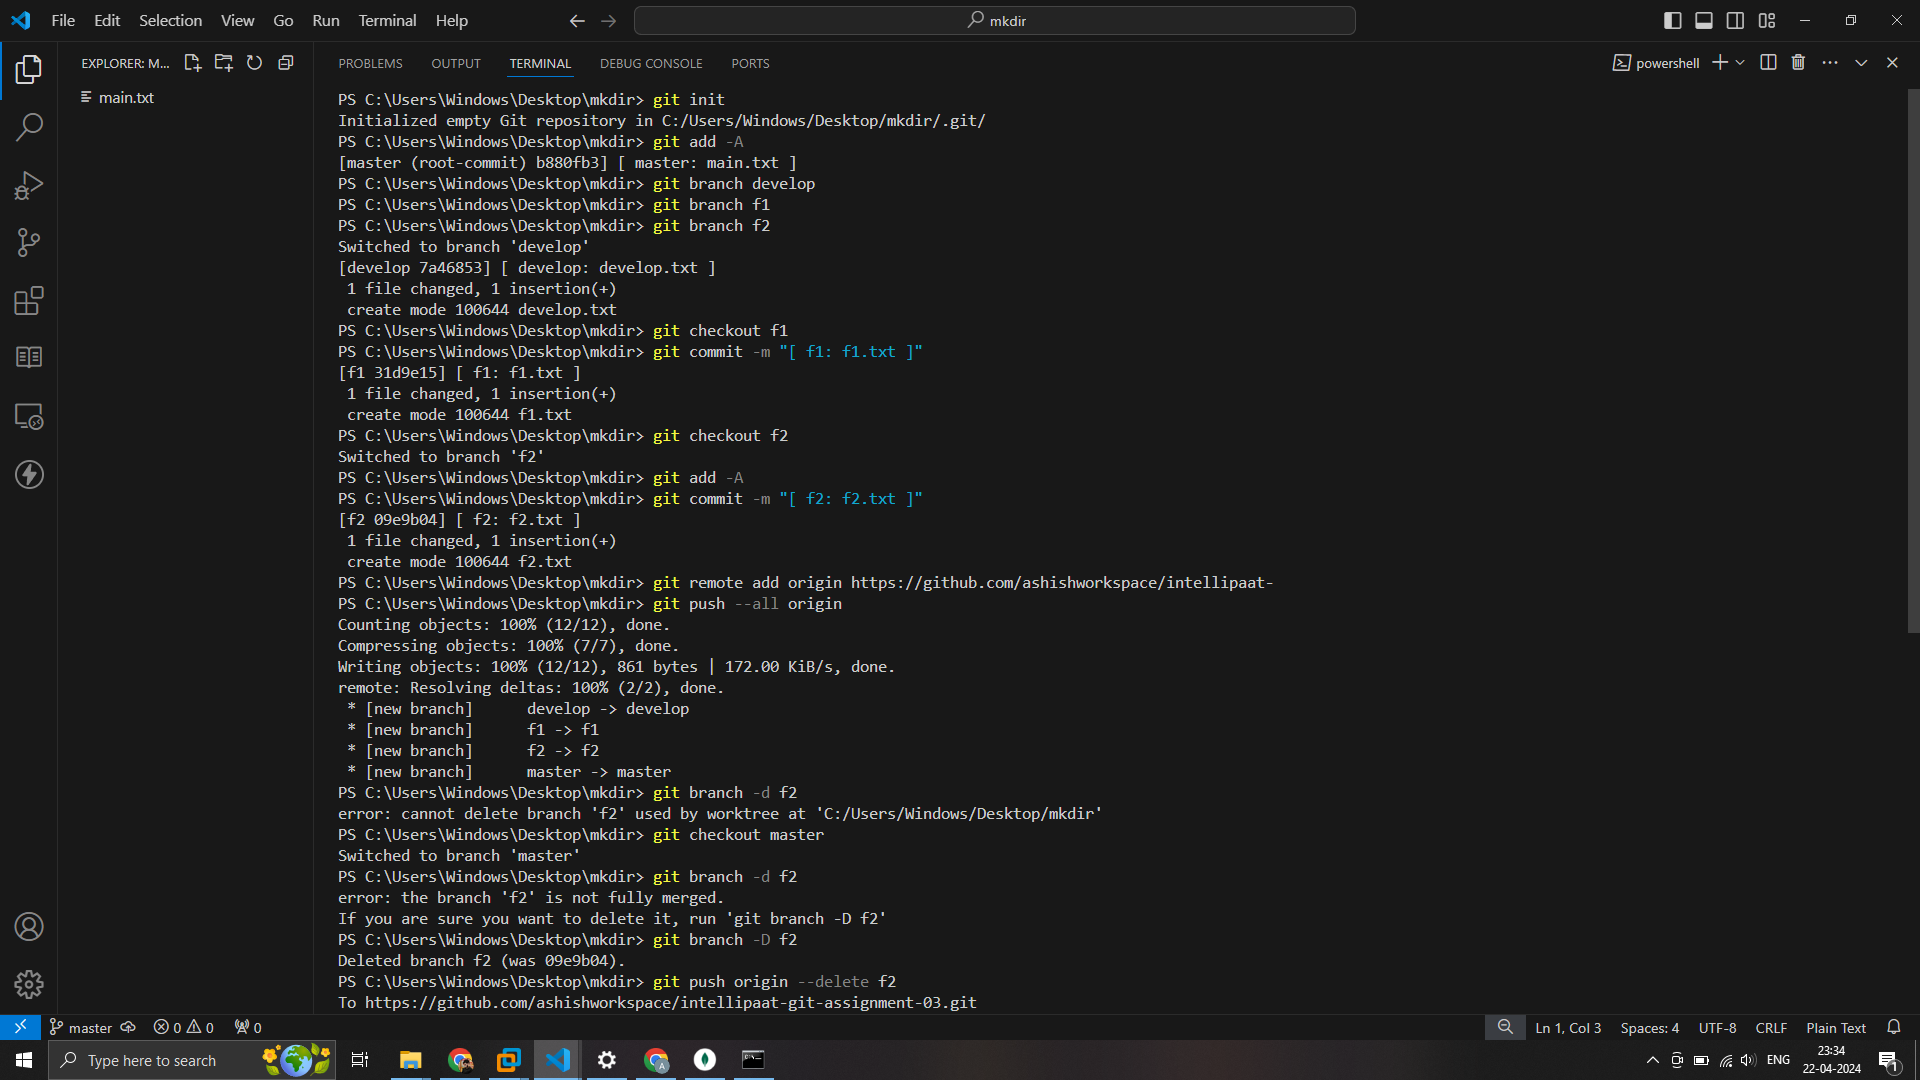 File Edit Selection View Go Run Terminal Help
mkdir
EXPLORER: M...
PROBLEMS OUTPUT TERMINAL DEBUG CONSOLE PORTS
powershell
main.txt
PS C:\Users\Windows\Desktop\mkdir> git init
Initialized empty Git repository in C:/Users/Windows/Desktop/mkdir/.git/
PS C:\Users\Windows\Desktop\mkdir> git add -A
[master (root-commit) b880fb3] [ master: main.txt ]
PS C:\Users\Windows\Desktop\mkdir> git branch develop
PS C:\Users\Windows\Desktop\mkdir> git branch f1
PS C:\Users\Windows\Desktop\mkdir> git branch f2
Switched to branch 'develop'
[develop 7a46853] [ develop: develop.txt ]
1 file changed, 1 insertion(+)
create mode 100644 develop.txt
PS C:\Users\Windows\Desktop\mkdir> git checkout f1
PS C:\Users\Windows\Desktop\mkdir> git commit -m "[ f1: f1.txt ]"
[f1 31d9e15] [ f1: f1.txt ]
1 file changed, 1 insertion(+)
create mode 100644 f1.txt
PS C:\Users\Windows\Desktop\mkdir> git checkout f2
Switched to branch 'f2'
PS C:\Users\Windows\Desktop\mkdir> git add -A
PS C:\Users\Windows\Desktop\mkdir> git commit -m "[ f2: f2.txt ]"
[f2 09e9b04] [ f2: f2.txt ]
1 file changed, 1 insertion(+)
create mode 100644 f2.txt
PS C:\Users\Windows\Desktop\mkdir> git remote add origin https://github.com/ashishworkspace/intellipaat-
PS C:\Users\Windows\Desktop\mkdir> git push --all origin
Counting objects: 100% (12/12), done.
Compressing objects: 100% (7/7), done.
Writing objects: 100% (12/12), 861 bytes | 172.00 KiB/s, done.
remote: Resolving deltas: 100% (2/2), done.
* [new branch] develop -> develop
* [new branch] f1 -> f1
* [new branch] f2 -> f2
* [new branch] master -> master
PS C:\Users\Windows\Desktop\mkdir> git branch -d f2
error: cannot delete branch 'f2' used by worktree at 'C:/Users/Windows/Desktop/mkdir'
PS C:\Users\Windows\Desktop\mkdir> git checkout master
Switched to branch 'master'
PS C:\Users\Windows\Desktop\mkdir> git branch -d f2
error: the branch 'f2' is not fully merged.
If you are sure you want to delete it, run 'git branch -D f2'
PS C:\Users\Windows\Desktop\mkdir> git branch -D f2
Deleted branch f2 (was 09e9b04).
PS C:\Users\Windows\Desktop\mkdir> git push origin --delete f2
To https://github.com/ashishworkspace/intellipaat-git-assignment-03.git
master 0 0 0
Ln 1, Col 3 Spaces: 4 UTF-8 CRLF Plain Text
Type here to search
A
ENG
23:34
22-04-2024
1